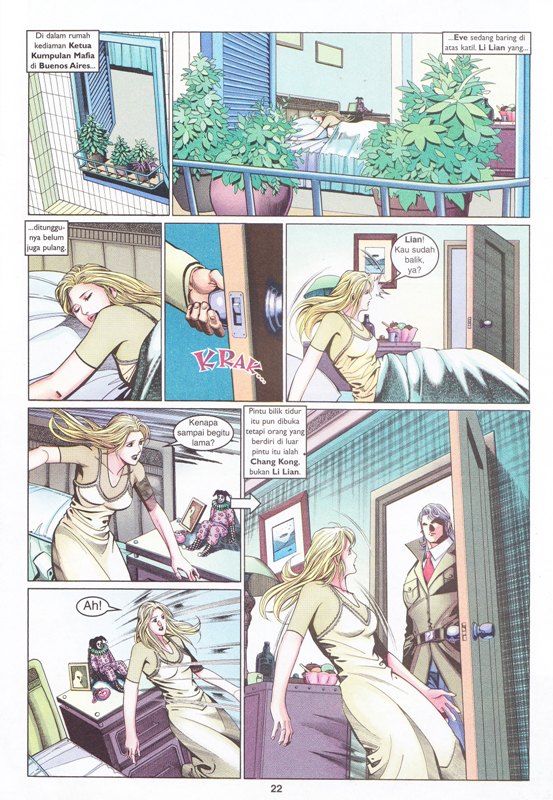 Di dalam rumah
kediaman Ketua
Kumpulan Mafia
di Buenos Aires...
...Eve sedang baring di
atas katil. Li Lian yang...
...ditunggu-
nya belum
juga pulang.
KRAK...
Lian!
Kau sudah
balik,
ya?
Kenapa
sampai begitu
lama?
Pintu bilik tidur
itu pun dibuka
tetapi orang yang
berdiri di luar
pintu itu ialah
Chang Kong,
bukan Li Lian.
Ah!
22